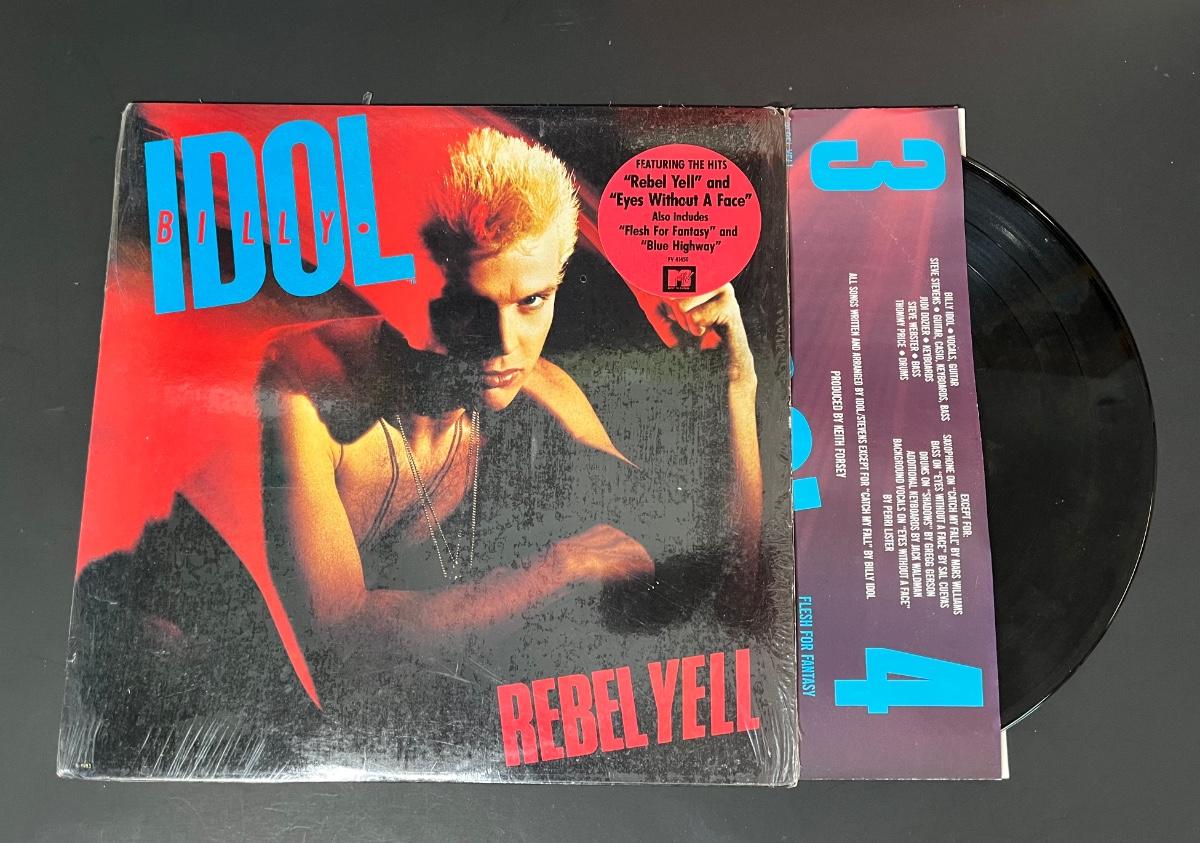 IDOL
BILLY
REBEL YELL
FEATURING THE HITS
"Rebel Yell" and
"Eyes Without A Face"
Also Includes
"Flesh For Fantasy" and
"Blue Highway"
FV 41450
MUSIC TELEVISION
3
4
BILLY IDOL • VOCALS, GUITAR
STEVE STEVENS • GUITAR, CASIO, KEYBOARDS, BASS
JUDI DOZIER • KEYBOARDS
STEVE WEBSTER • BASS
THOMMY PRICE • DRUMS
EXCEPT FOR:
SAXOPHONE ON "CATCH MY FALL" BY MARS WILLIAMS
BASS ON "EYES WITHOUT A FACE" BY SAL CUEVAS
DRUMS ON "SHADOWS" BY GREGG GERSON
ADDITIONAL KEYBOARDS BY JACK WALDMAN
BACKGROUND VOCALS ON "EYES WITHOUT A FACE"
BY PERRI LISTER
ALL SONGS WRITTEN AND ARRANGED BY IDOL/STEVENS EXCEPT FOR "CATCH MY FALL" BY BILLY IDOL
PRODUCED BY KEITH FORSEY
FLESH FOR FANTASY